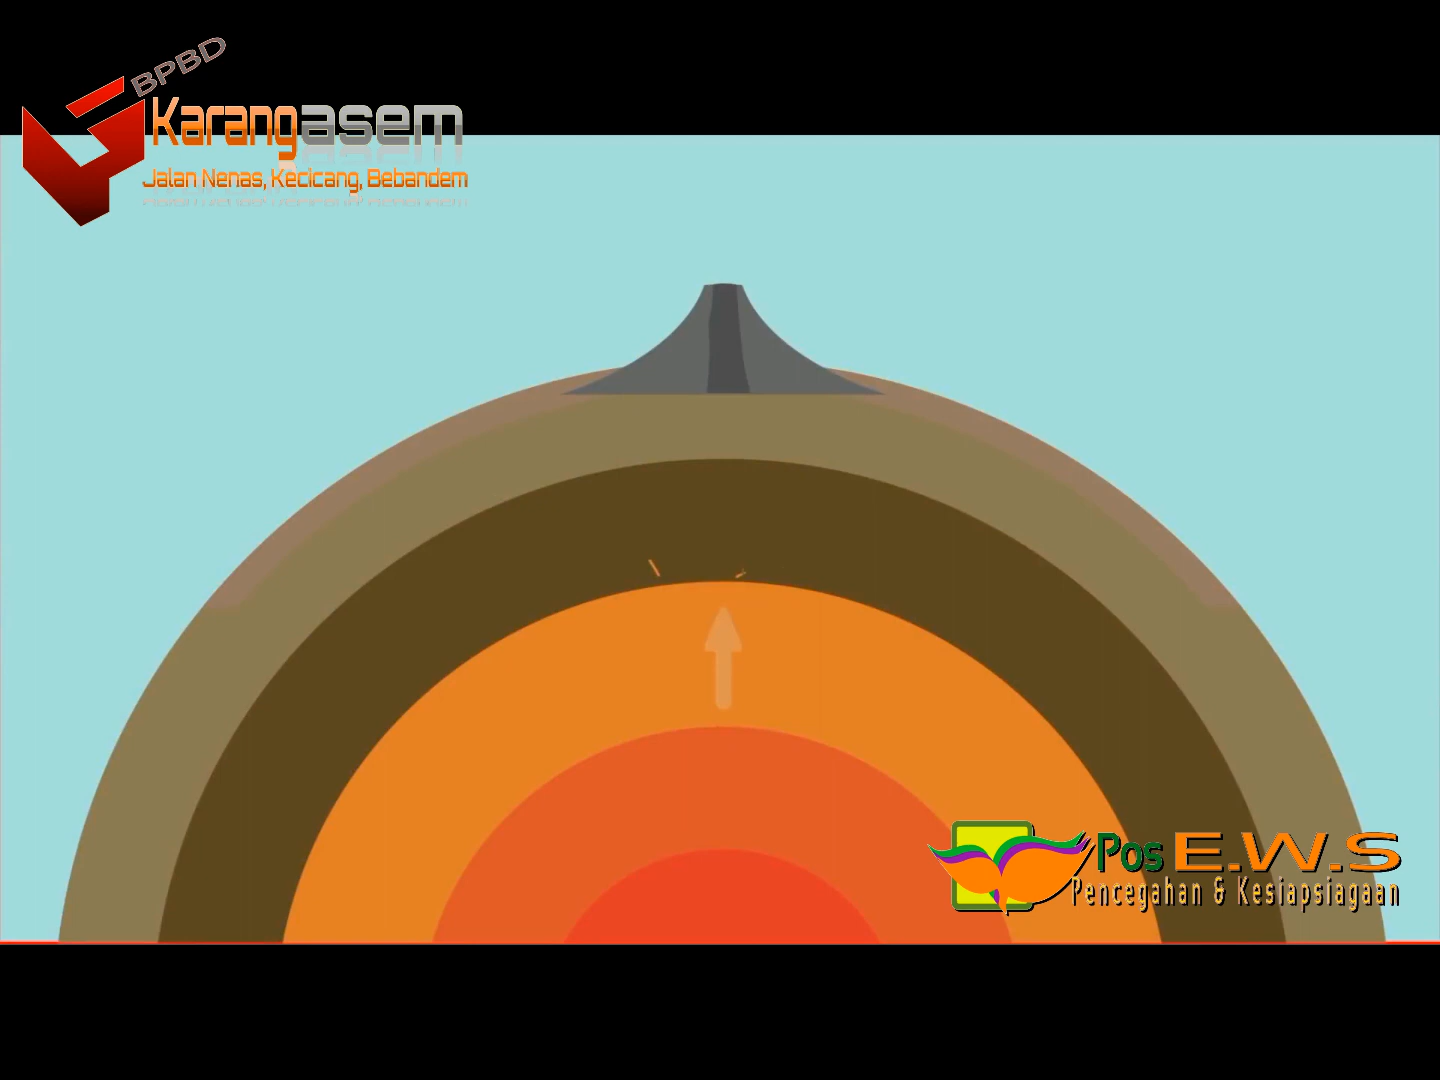 BPBD
Karangasem
Jalan Nenas, Kecicang, Bebandem
Pos E.W.S
Pencegahan & Kesiapsiagaan